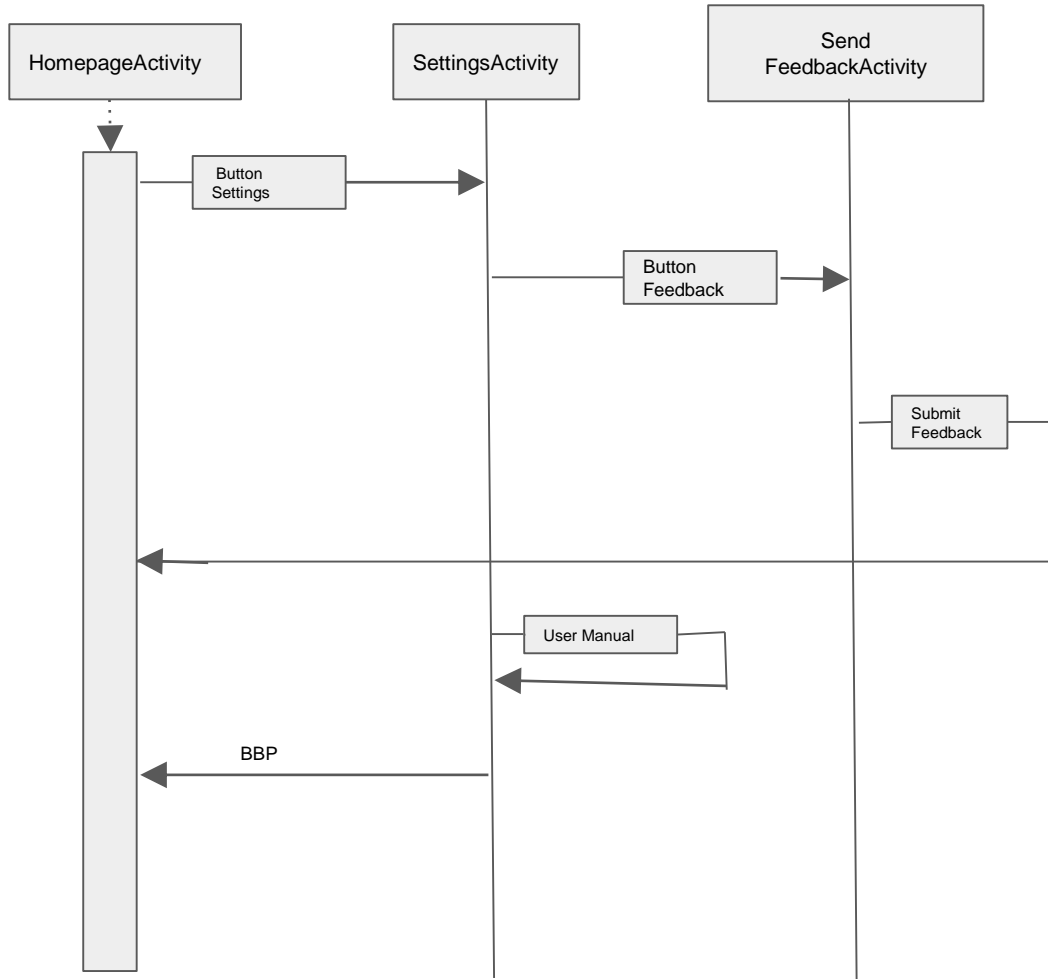 HomepageActivity
SettingsActivity
Send
FeedbackActivity
Button
Settings
Button
Feedback
Submit
Feedback
User Manual
BBP